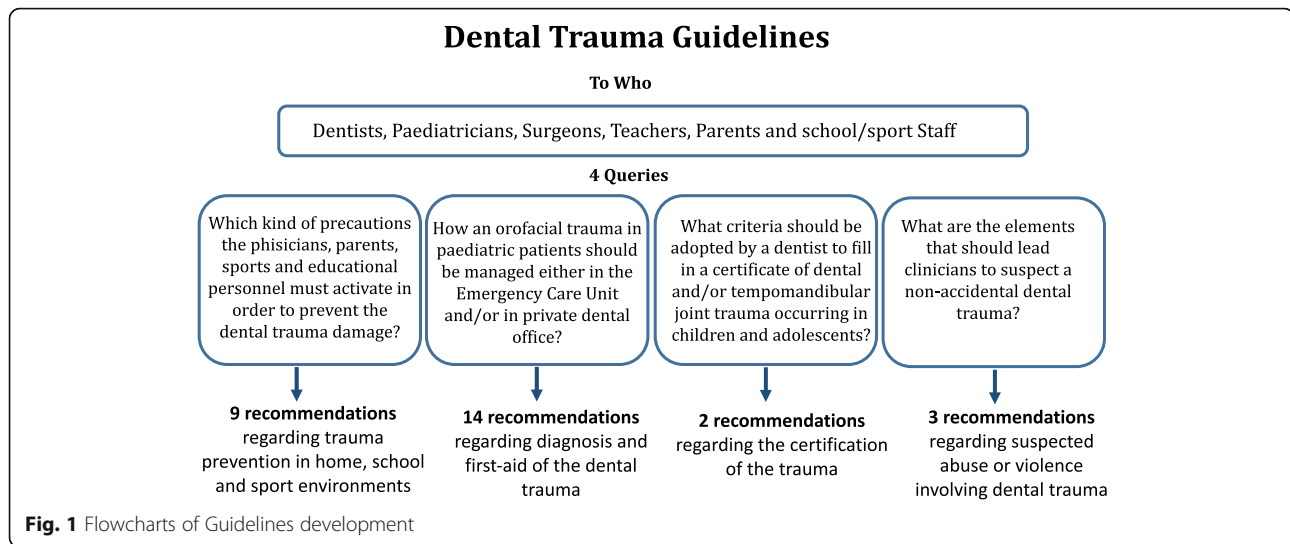 Dental Trauma Guidelines
To Who
Dentists, Paediatricians, Surgeons, Teachers, Parents and school/sport Staff
4 Queries
Which kind of precautions
the phisicians, parents,
sports and educational
personnel must activate in
order to prevent the
dental trauma damage?
How an orofacial trauma in
paediatric patients should
be managed either in the
Emergency Care Unit
and/or in private dental
office?
What criteria should be
adopted by a dentist to fill
in a certificate of dental
and/or tempomandibular
joint trauma occurring in
children and adolescents?
What are the elements
that should lead
clinicians to suspect a
non-accidental dental
trauma?
9 recommendations
regarding trauma
prevention in home, school
and sport environments
14 recommendations
regarding diagnosis and
first-aid of the dental
trauma
2 recommendations
regarding the certification
of the trauma
3 recommendations
regarding suspected
abuse or violence
involving dental trauma
Fig. 1 Flowcharts of Guidelines development